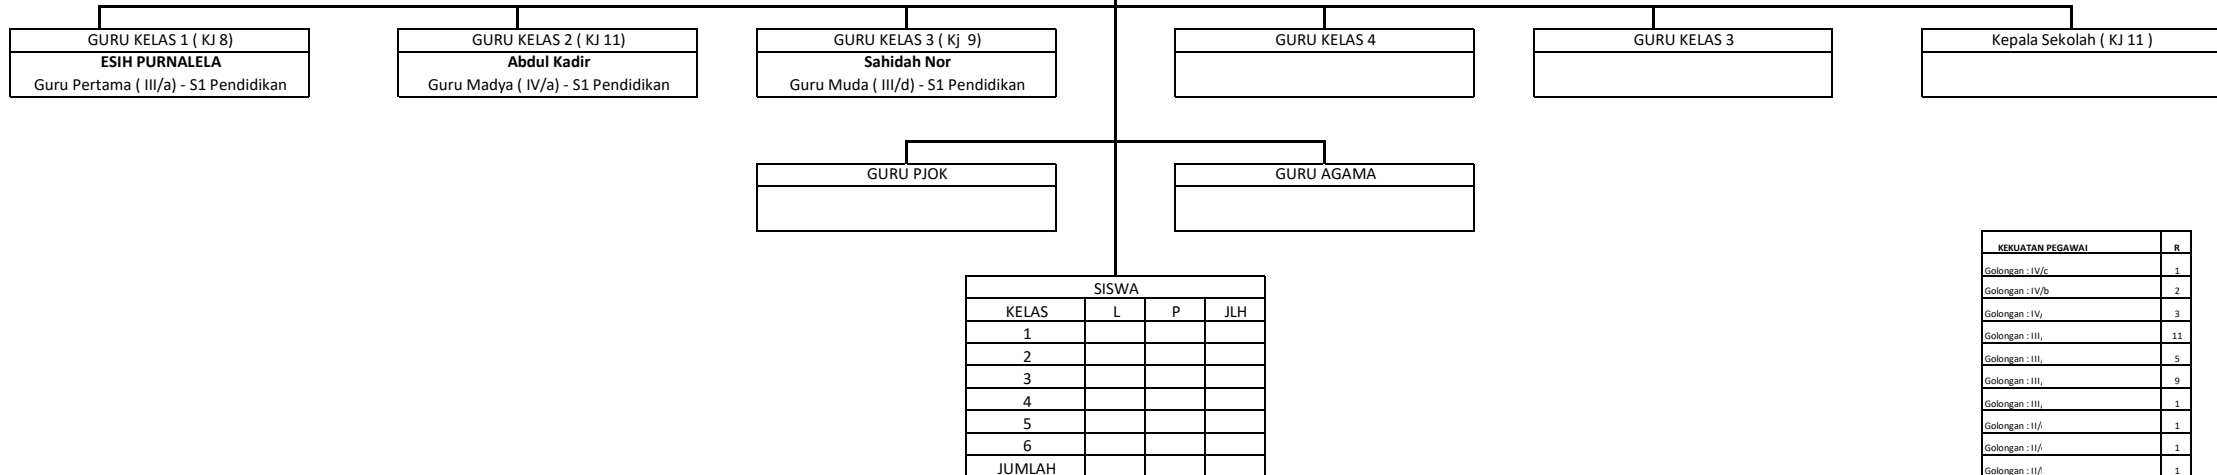 GURU KELAS 1 ( KJ 8)
ESIH PURNALELA
Guru Pertama ( III/a) - S1 Pendidikan
GURU KELAS 2 ( KJ 11)
Abdul Kadir
Guru Madya ( IV/a) - S1 Pendidikan
GURU KELAS 3 ( Kj 9)
Sahidah Nor
Guru Muda ( III/d) - S1 Pendidikan
GURU KELAS 4
GURU KELAS 3
Kepala Sekolah ( KJ 11 )
GURU PJOK
GURU AGAMA
SISWA
KELAS L P JLH
1
2
3
4
5
6
JUMLAH
KEKUATAN PEGAWAI R
Golongan : IV/c 1
Golongan : IV/b 2
Golongan : IV/ 3
Golongan : III, 11
Golongan : III, 5
Golongan : III, 9
Golongan : III, 1
Golongan : II/ 1
Golongan : II/ 1
Golongan : II/ 1